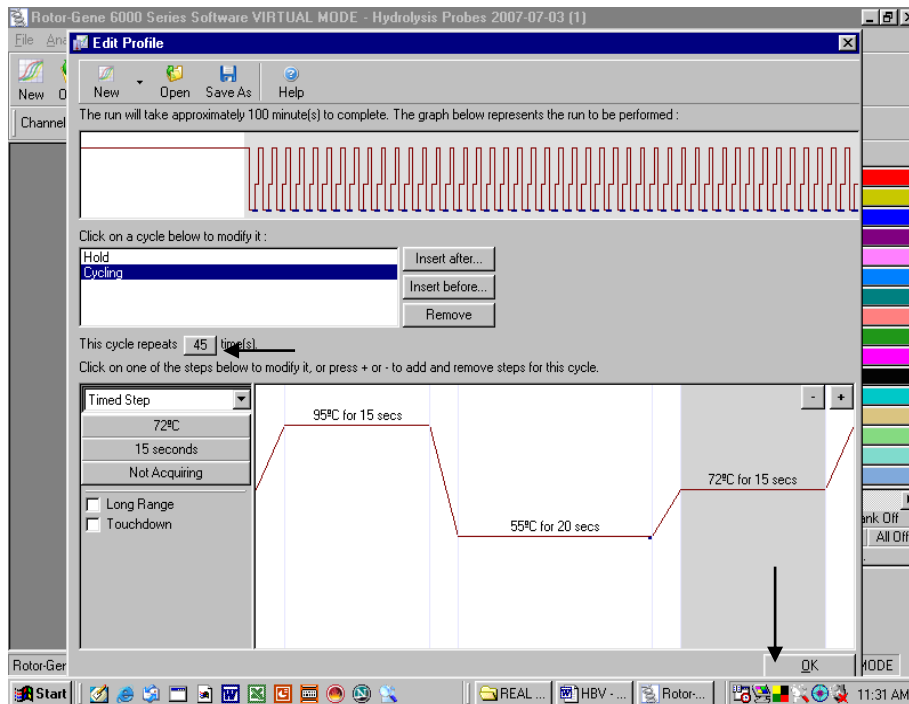 Rotor-Gene 6000 Series Software VIRTUAL MODE - Hydrolysis Probes 2007-07-03 (1)
File Ana
Edit Profile
New
New Open Save As Help
Channel
The run will take approximately 100 minute(s) to complete. The graph below represents the run to be performed :
Click on a cycle below to modify it :
Hold
Cycling
Insert after...
Insert before...
Remove
This cycle repeats 45 time(s).
Click on one of the steps below to modify it, or press + or - to add and remove steps for this cycle.
Timed Step
72ºC
15 seconds
Not Acquiring
Long Range
Touchdown
- +
95ºC for 15 secs
72ºC for 15 secs
55ºC for 20 secs
ank Off
All Off
OK
Rotor-Ger
MODE
Start
REAL ... HBV - ... Rotor-... 11:31 AM